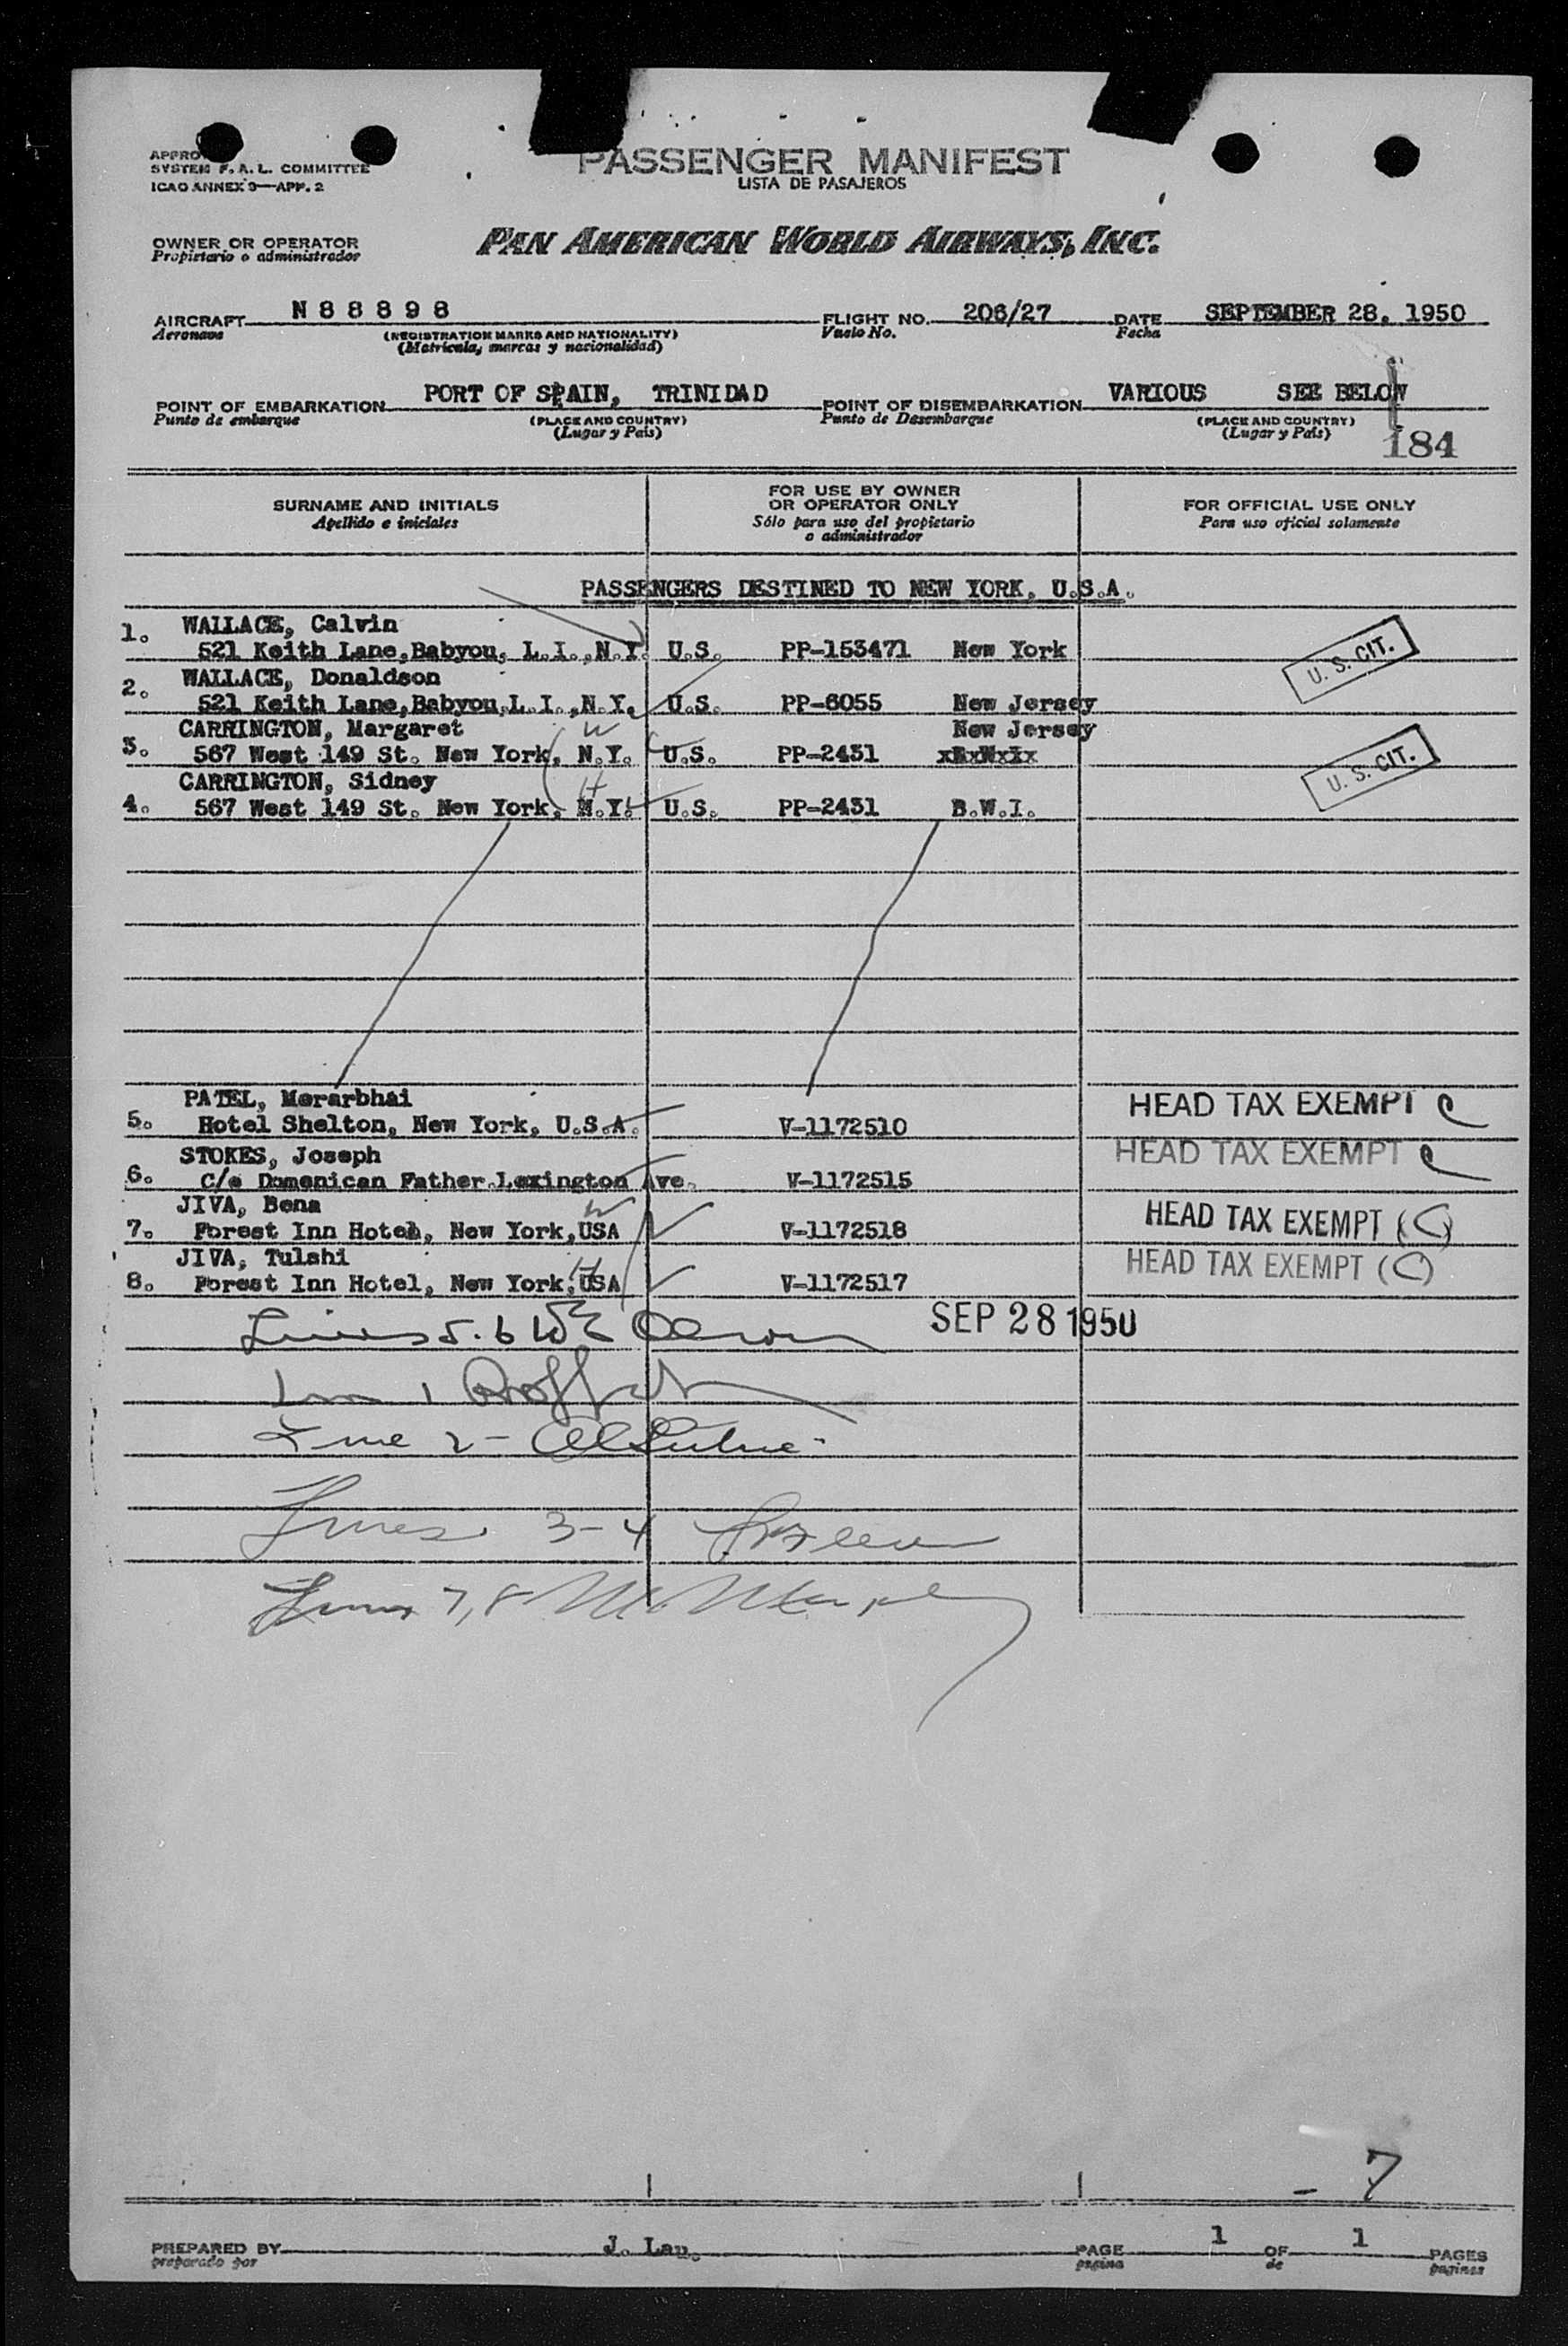 APPRO
SYSTEM F. A. L. COMMITTEE
ICAO ANNEX 9—APP. 2
PASSENGER MANIFEST
LISTA DE PASAJEROS
OWNER OR OPERATOR
Propietario o administrador
PAN AMERICAN WORLD AIRWAYS, INC.
AIRCRAFT N 8 8 8 9 8 FLIGHT NO. 206/27 DATE SEPTEMBER 28, 1950
Aeronave (REGISTRATION MARKS AND NATIONALITY) Vuelo No. Fecha
(Matrícula, marcas y nacionalidad)
POINT OF EMBARKATION PORT OF SPAIN, TRINIDAD POINT OF DISEMBARKATION VARIOUS SEE BELOW
Punto de embarque (PLACE AND COUNTRY) Punto de Desembarque (PLACE AND COUNTRY)
(Lugar y País) (Lugar y País) 184
SURNAME AND INITIALS FOR USE BY OWNER OR OPERATOR ONLY FOR OFFICIAL USE ONLY
Apellido e iniciales Sólo para uso del propietario o administrador Para uso oficial solamente
PASSENGERS DESTINED TO NEW YORK, U.S.A.
WALLACE, Calvin
1. 521 Keith Lane,Babyou, L.I.,N.Y. U.S. PP-153471 New York U. S. CIT.
WALLACE, Donaldson
2. 521 Keith Lane,Babyou,L.I.,N.Y. U.S. PP-6055 New Jersey
CARRINGTON, Margaret W New Jersey
3. 567 West 149 St. New York, N.Y. U.S. PP-2431 U. S. CIT.
CARRINGTON, Sidney H
4. 567 West 149 St. New York, N.Y. U.S. PP-2431 B.W.I.
PATEL, Morarbhai
5. Hotel Shelton, New York, U.S.A. V-1172510 HEAD TAX EXEMPT C
STOKES, Joseph
6. C/o Domenican Father.Lexington Ave. V-1172515 HEAD TAX EXEMPT C
JIVA, Bena W
7. Forest Inn Hotel, New York,USA V-1172518 HEAD TAX EXEMPT (C)
JIVA, Tulshi H
8. Forest Inn Hotel, New York,USA V-1172517 HEAD TAX EXEMPT (C)
Lines 5. 6 SEP 28 1950
Line 1
Line 2 -
Lines 3-4
Lines 7,8
- 7
PREPARED BY J. Lau. PAGE 1 OF 1 PAGES
preparado por pagina de paginas